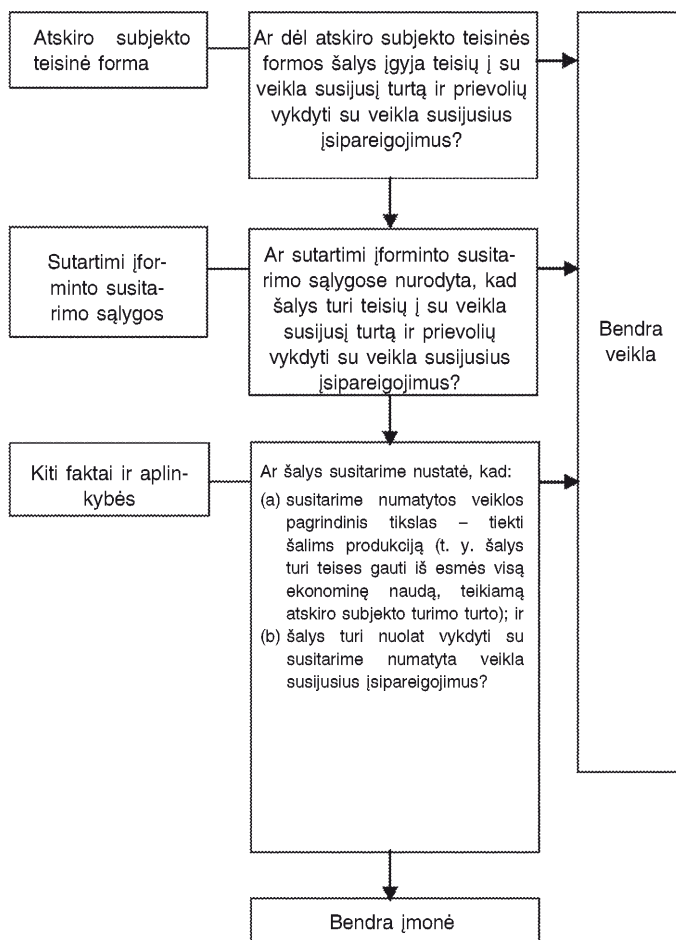 Atskiro subjekto
teisinė forma
Ar dėl atskiro subjekto teisinės
formos šalys įgyja teisių į su
veikla susijusį turtą ir prievolių
vykdyti su veikla susijusius
įsipareigojimus?
Sutartimi įfor-
minto susita-
rimo sąlygos
Ar sutartimi įforminto susita-
rimo sąlygose nurodyta, kad
šalys turi teisių į su veikla
susijusį turtą ir prievolių
vykdyti su veikla susijusius
įsipareigojimus?
Bendra
veikla
Kiti faktai ir aplin-
kybės
Ar šalys susitarime nustatė, kad:
(a) susitarime numatytos veiklos
pagrindinis tikslas – tiekti
šalims produkciją (t. y. šalys
turi teises gauti iš esmės visą
ekonominę naudą, teikiamą
atskiro subjekto turimo turto); ir
(b) šalys turi nuolat vykdyti su
susitarime numatyta veikla
susijusius įsipareigojimus?
Bendra įmonė